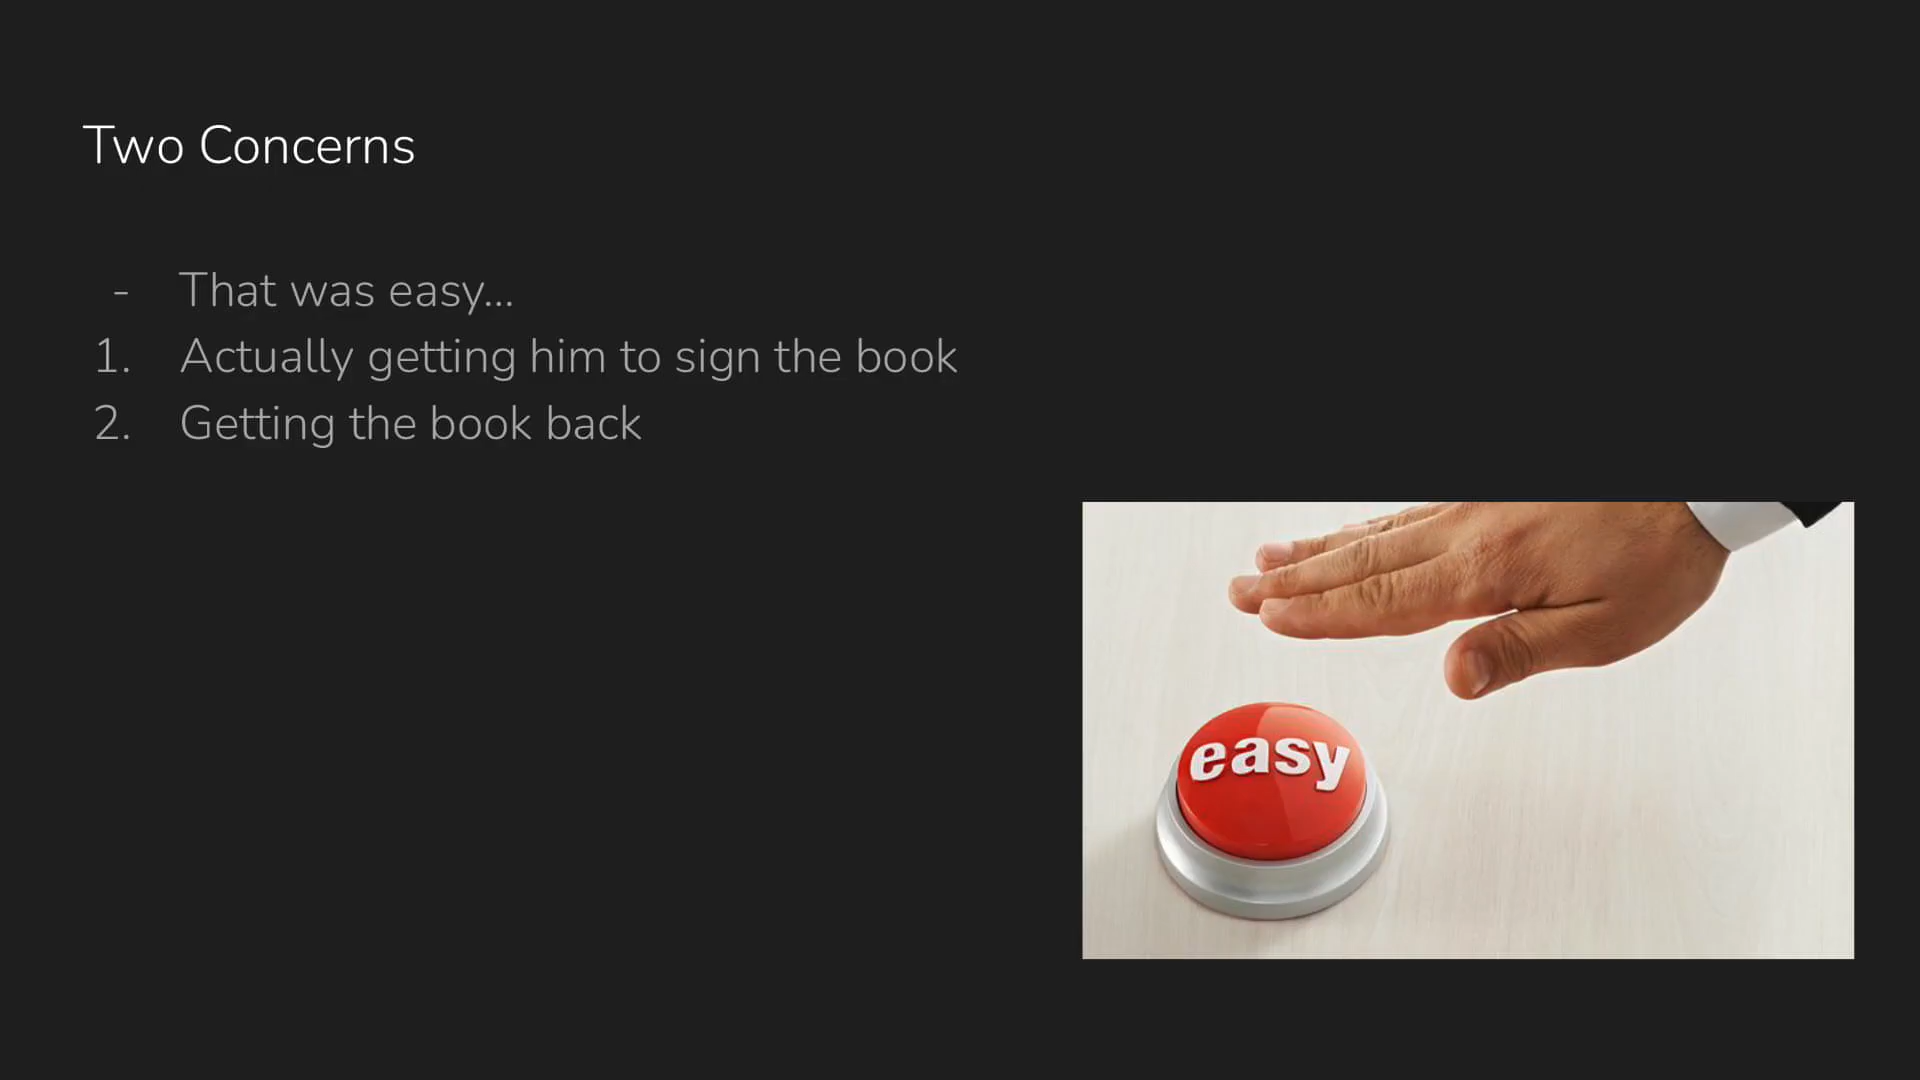 Two Concerns
- That was easy...
1. Actually getting him to sign the book
2. Getting the book back
easy